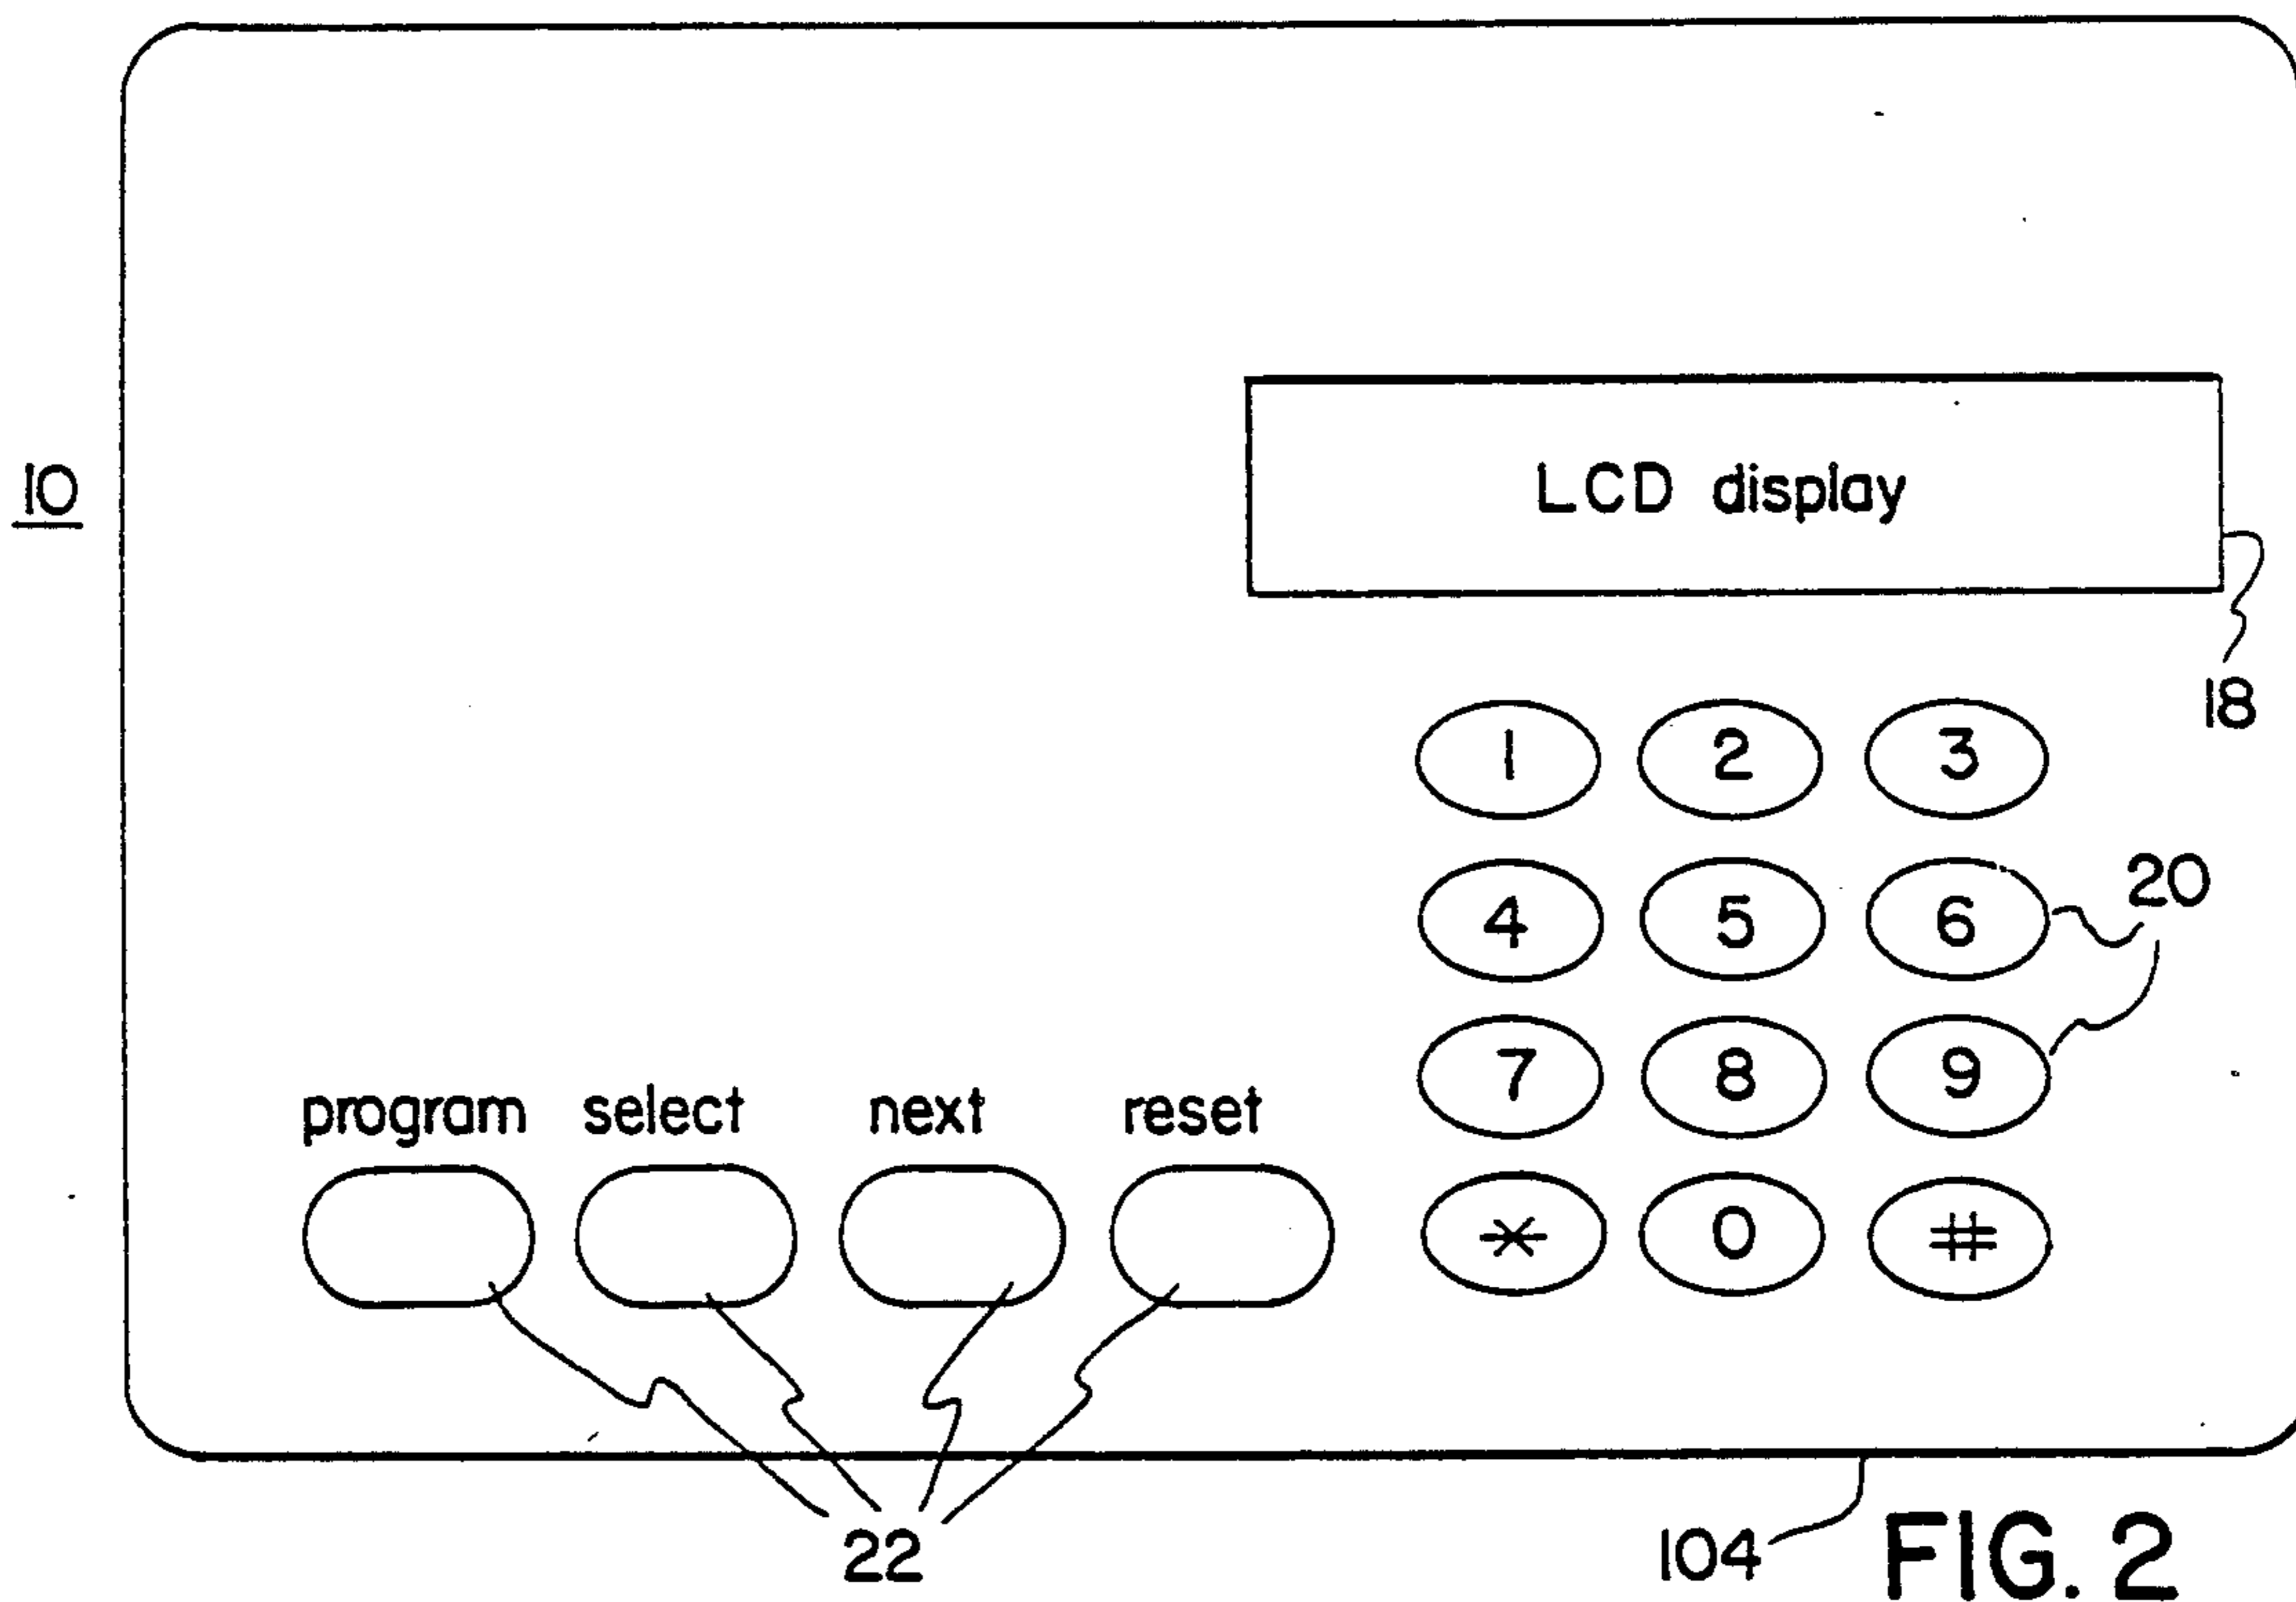 10
LCD display
18
1 2 3
4 5 6
20
7 8 9
program select next reset
* 0 #
22
104
FIG. 2